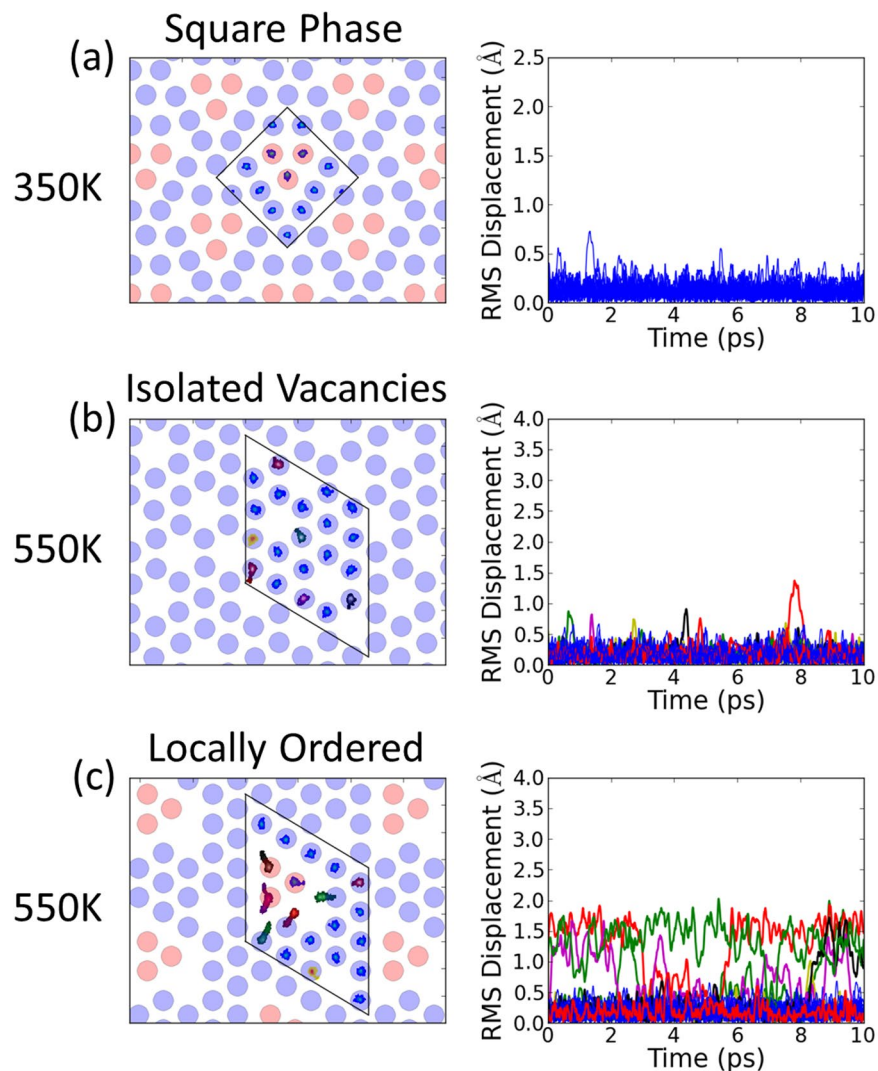 Square Phase
(a)
350K
2.5
2.0
1.5
1.0
0.5
0.0
RMS Displacement (Å)
0 2 4 6 8 10
Time (ps)
Isolated Vacancies
(b)
550K
4.0
3.5
3.0
2.5
2.0
1.5
1.0
0.5
0.0
RMS Displacement (Å)
0 2 4 6 8 10
Time (ps)
Locally Ordered
(c)
550K
4.0
3.5
3.0
2.5
2.0
1.5
1.0
0.5
0.0
RMS Displacement (Å)
0 2 4 6 8 10
Time (ps)